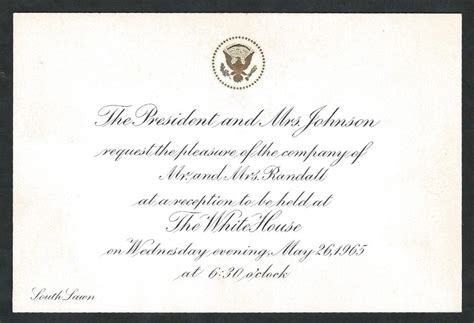 The President and Mrs. Johnson
request the pleasure of the company of
Mr. and Mrs. Randall
at a reception to be held at
The White House
on Wednesday evening, May 26, 1965
at 6:30 o'clock
South Lawn